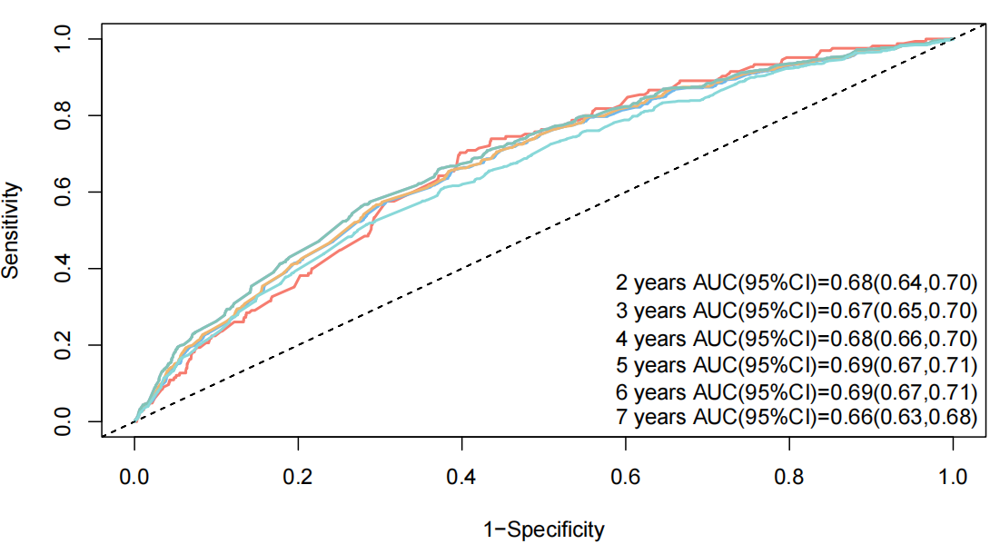 1.0
0.8
0.6
0.4
0.2
0.0
Sensitivity
2 years AUC(95%CI)=0.68(0.64,0.70)
3 years AUC(95%CI)=0.67(0.65,0.70)
4 years AUC(95%CI)=0.68(0.66,0.70)
5 years AUC(95%CI)=0.69(0.67,0.71)
6 years AUC(95%CI)=0.69(0.67,0.71)
7 years AUC(95%CI)=0.66(0.63,0.68)
0.0 0.2 0.4 0.6 0.8 1.0
1−Specificity